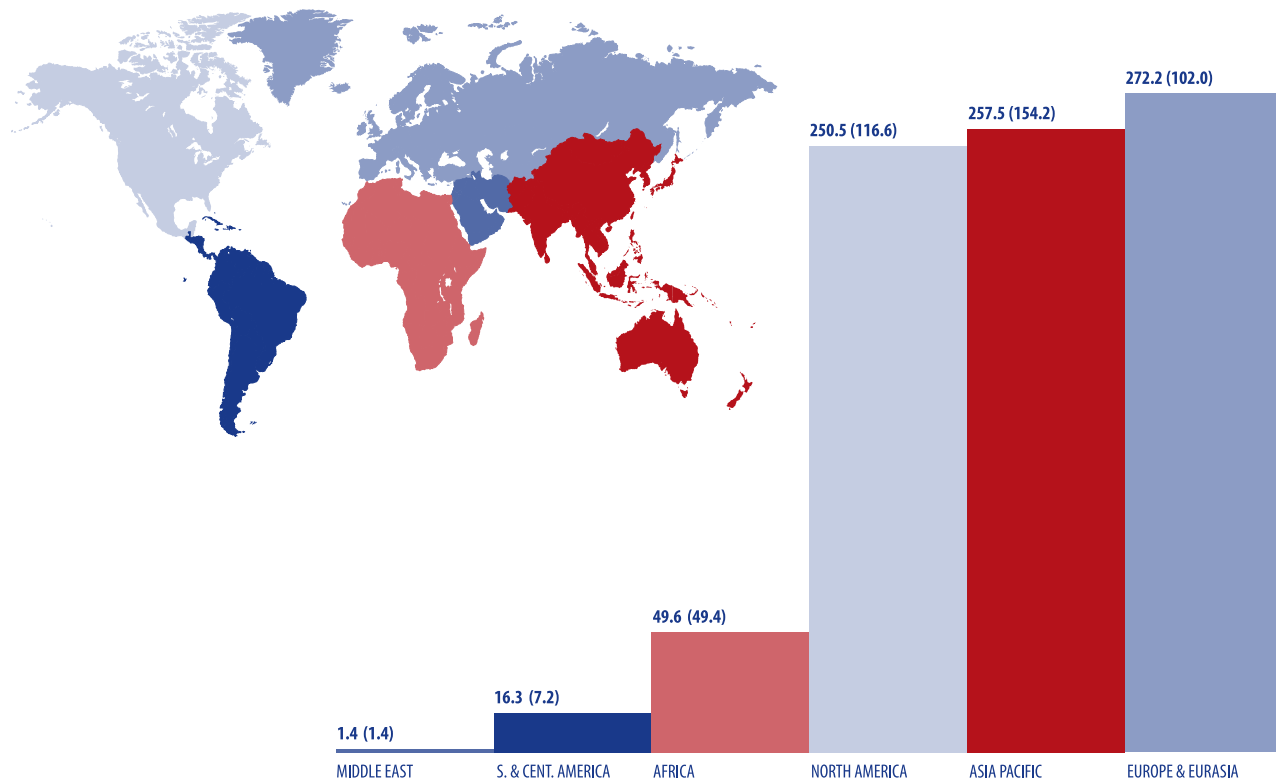 272.2 (102.0)
257.5 (154.2)
250.5 (116.6)
49.6 (49.4)
16.3 (7.2)
1.4 (1.4)
MIDDLE EAST
S. & CENT. AMERICA
AFRICA
NORTH AMERICA
ASIA PACIFIC
EUROPE & EURASIA